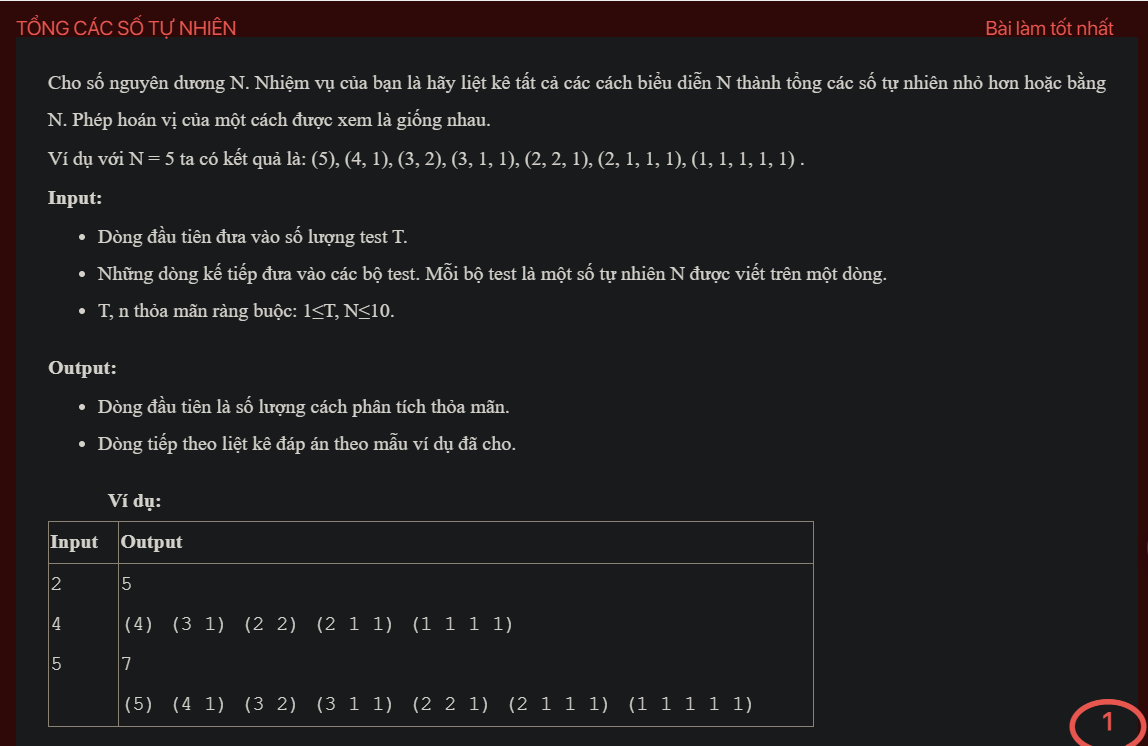 TỔNG CÁC SỐ TỰ NHIÊN
Bài làm tốt nhất
Cho số nguyên dương N. Nhiệm vụ của bạn là hãy liệt kê tất cả các cách biểu diễn N thành tổng các số tự nhiên nhỏ hơn hoặc bằng
N. Phép hoán vị của một cách được xem là giống nhau.
Ví dụ với N = 5 ta có kết quả là: (5), (4, 1), (3, 2), (3, 1, 1), (2, 2, 1), (2, 1, 1, 1), (1, 1, 1, 1, 1) .
Input:
• Dòng đầu tiên đưa vào số lượng test T.
• Những dòng kế tiếp đưa vào các bộ test. Mỗi bộ test là một số tự nhiên N được viết trên một dòng.
• T, n thỏa mãn ràng buộc: 1≤T, N≤10.
Output:
• Dòng đầu tiên là số lượng cách phân tích thỏa mãn.
• Dòng tiếp theo liệt kê đáp án theo mẫu ví dụ đã cho.
Ví dụ:
Input Output
2 5
4 (4) (3 1) (2 2) (2 1 1) (1 1 1 1)
5 7
(5) (4 1) (3 2) (3 1 1) (2 2 1) (2 1 1 1) (1 1 1 1 1)
1